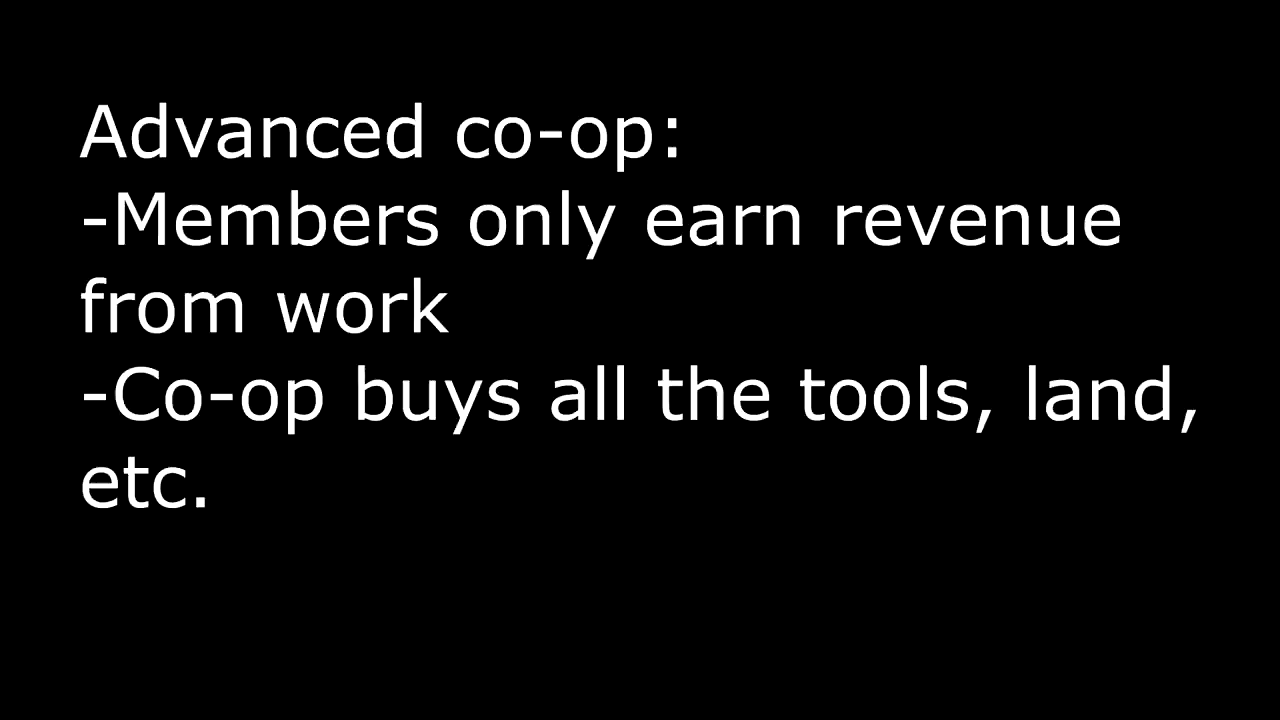 Advanced co-op:
-Members only earn revenue
from work
-Co-op buys all the tools, land,
etc.